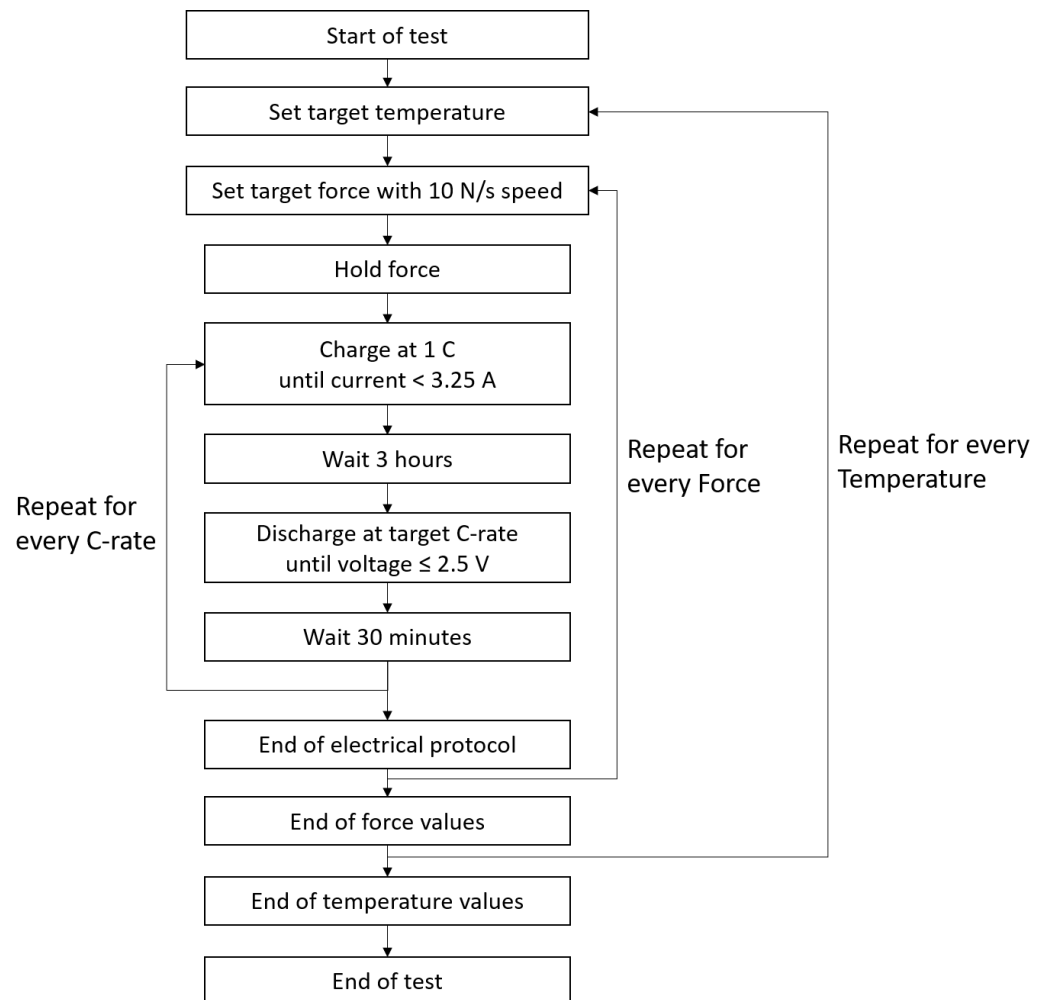 Start of test
Set target temperature
Set target force with 10 N/s speed
Hold force
Charge at 1 C
until current < 3.25 A
Wait 3 hours
Discharge at target C-rate
until voltage ≤ 2.5 V
Wait 30 minutes
End of electrical protocol
End of force values
End of temperature values
End of test
Repeat for
every C-rate
Repeat for
every Force
Repeat for every
Temperature